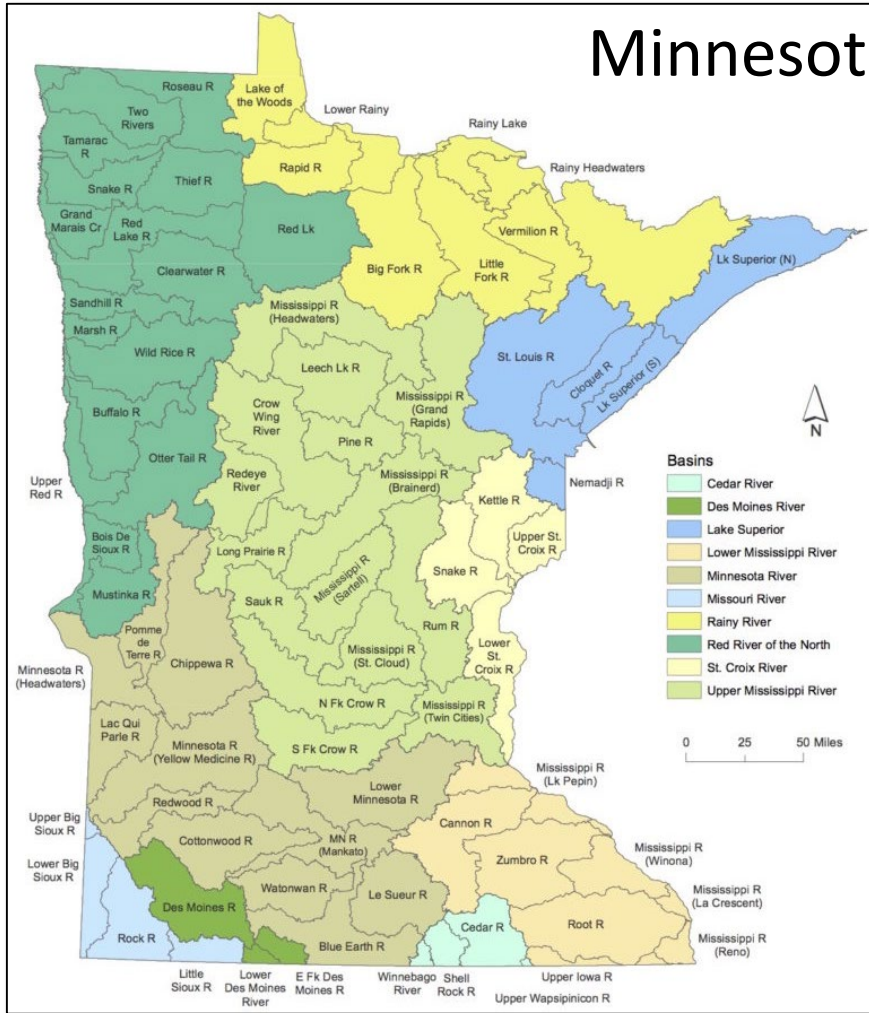 Minnesot
Roseau R
Lake of
the Woods
Two
Rivers
Lower Rainy
Rainy Lake
Tamarac
R
Rapid R
Rainy Headwaters
Thief R
Snake R
Grand
Marais Cr
Red
Lake R
Red Lk
Vermilion R
Lk Superior (N)
Clearwater R
Big Fork R
Little
Fork R
Sandhill R
Mississippi R
(Headwaters)
Marsh R
Wild Rice R
Leech Lk R
St. Louis R
Cloquet R
Lk Superior (S)
Crow
Wing
River
Mississippi R
(Grand
Rapids)
Buffalo R
Pine R
N
Otter Tail R
Upper
Red R
Redeye
River
Mississippi R
(Brainerd)
Nemadji R
Kettle R
Bois De
Sioux R
Long Prairie R
Upper St.
Croix R
Snake R
Mustinka R
Sauk R
Mississippi R
(Sartell)
Rum R
Pomme
de
Terre R
Chippewa R
Mississippi R
(St. Cloud)
Lower
St.
Croix R
Minnesota R
(Headwaters)
N Fk Crow R
Mississippi R
(Twin Cities)
Lac Qui
Parle R
Minnesota R
(Yellow Medicine R)
S Fk Crow R
Basins
Cedar River
Des Moines River
Lake Superior
Lower Mississippi River
Minnesota River
Missouri River
Rainy River
Red River of the North
St. Croix River
Upper Mississippi River
0 25 50 Miles
Lower
Minnesota R
Mississippi R
(Lk Pepin)
Redwood R
Upper Big
Sioux R
Cannon R
Cottonwood R
MN R
(Mankato)
Zumbro R
Mississippi R
(Winona)
Lower Big
Sioux R
Watonwan R
Le Sueur R
Mississippi R
(La Crescent)
Des Moines R
Cedar R
Root R
Rock R
Blue Earth R
Mississippi R
(Reno)
Little
Sioux R
Lower
Des Moines
River
E Fk Des
Moines R
Winnebago
River
Shell
Rock R
Upper Iowa R
Upper Wapsipinicon R